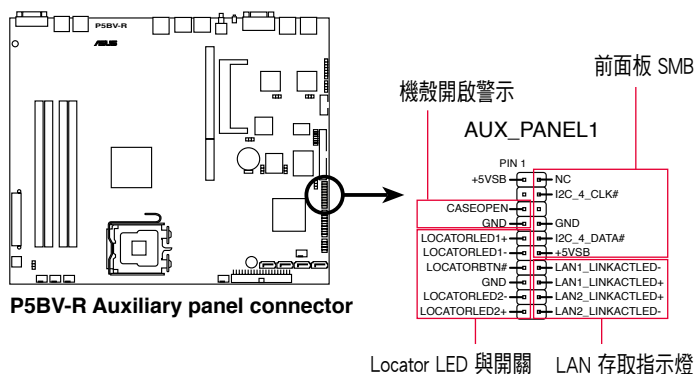 P5BV-R
ASUS
P5BV-R Auxiliary panel connector
前面板 SMB
機殼開啟警示
AUX_PANEL1
PIN 1
+5VSB
NC
I2C_4_CLK#
CASEOPEN
GND
GND
LOCATORLED1+
I2C_4_DATA#
LOCATORLED1-
+5VSB
LOCATORBTN#
LAN1_LINKACTLED-
GND
LAN1_LINKACTLED+
LOCATORLED2-
LAN2_LINKACTLED+
LOCATORLED2+
LAN2_LINKACTLED-
Locator LED 與開關
LAN 存取指示燈